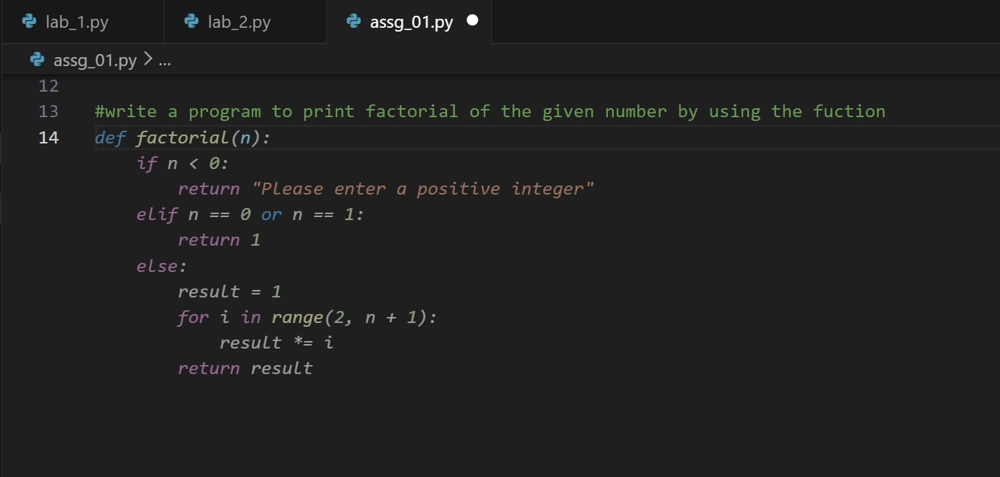 lab_1.py lab_2.py assg_01.py
assg_01.py > ...
12
13 #write a program to print factorial of the given number by using the fuction
14 def factorial(n):
    if n < 0:
        return "Please enter a positive integer"
    elif n == 0 or n == 1:
        return 1
    else:
        result = 1
        for i in range(2, n + 1):
            result *= i
        return result